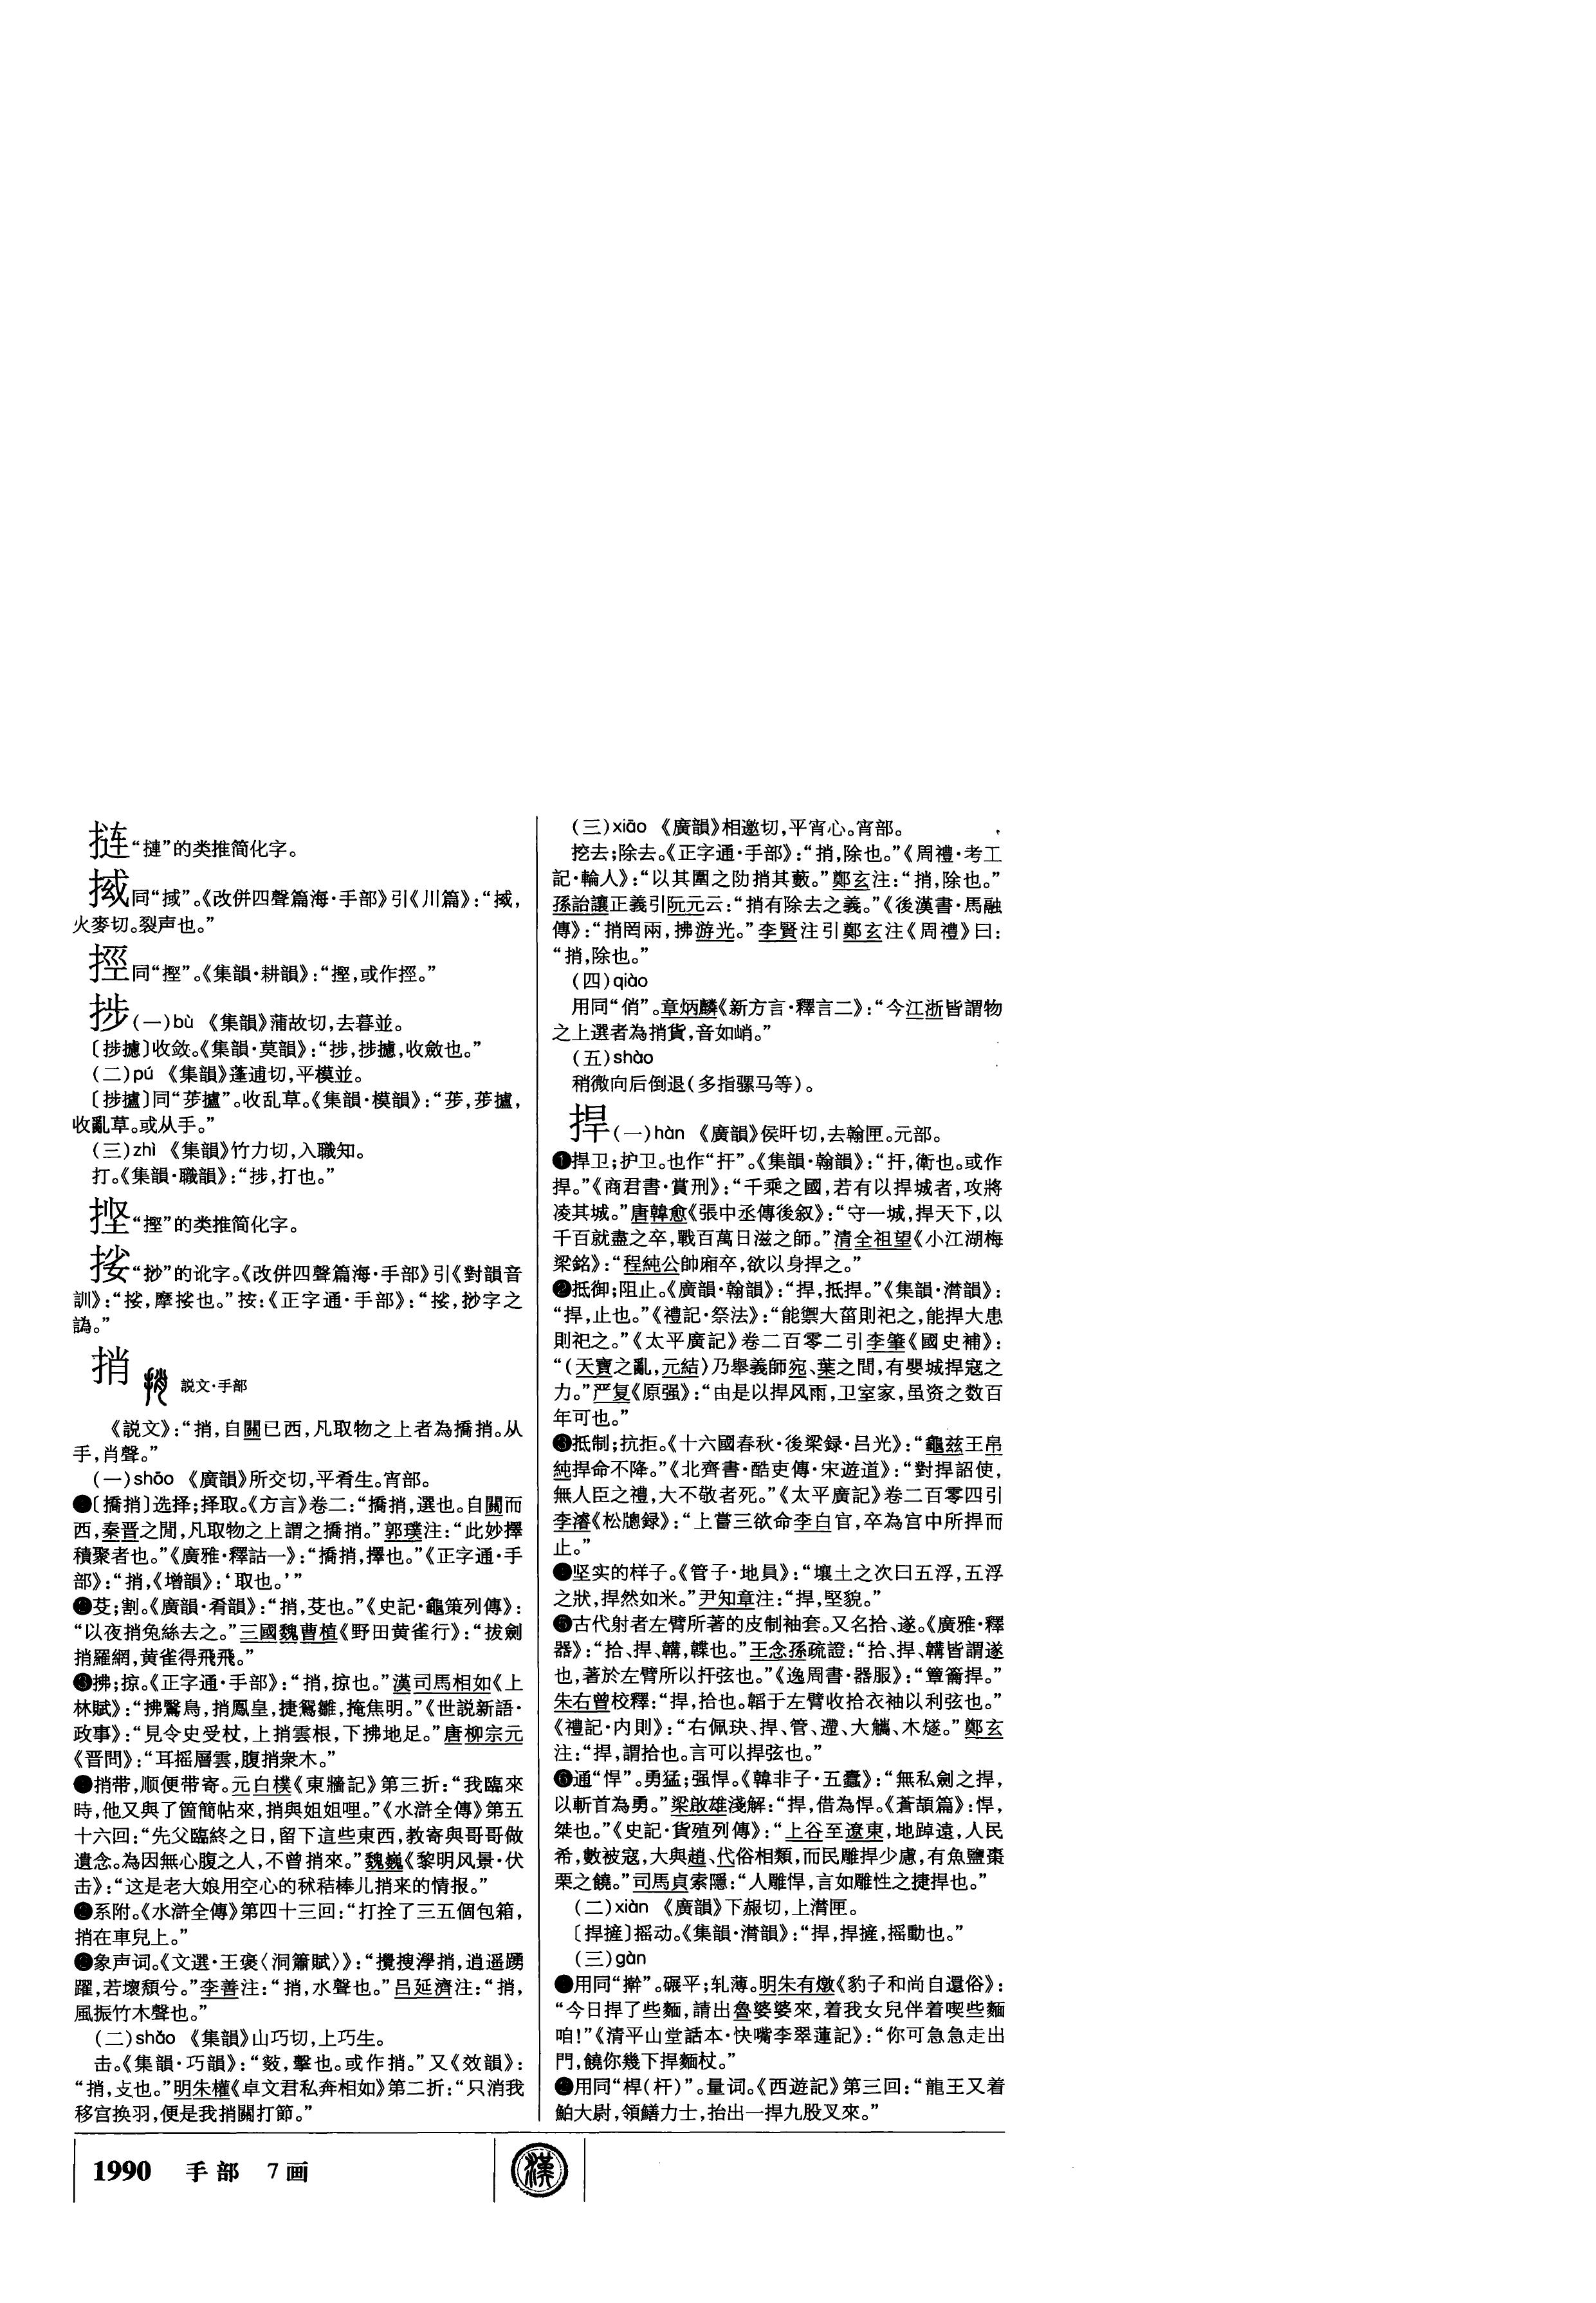 㨏“摙”的类推简化字。
同“掝”。《改併四聲篇海·手部》引《川篇》：“
火麥切。裂声也。”
挳同“摼”。《集韻·耕韻》：“摼，或作挳。”
捗(一)bù 《集韻》蒲故切，去暮並。
〔捗攄〕收敛。《集韻·莫韻》：“捗，捗攄，收斂也。”
(二)pú 《集韻》蓬逋切，平模並。
〔捗攎〕同“荹攎”。收乱草。《集韻·模韻》：“荹，荹攎，
收亂草。或从手。”
(三)zhì 《集韻》竹力切，入職知。
打。《集韻·職韻》：“捗，打也。”
“摼”的类推简化字。
挼“挱”的讹字。《改併四聲篇海·手部》引《對韻音
訓》：“挼，摩挼也。”按：《正字通·手部》：“挼，挱字之
譌。”
捎 説文·手部
《説文》：“捎，自關已西，凡取物之上者為撟捎。从
手，肖聲。”
(一)shāo 《廣韻》所交切，平肴生。宵部。
❶〔撟捎〕选择；择取。《方言》卷二：“撟捎，選也。自關而
西，秦晋之間，凡取物之上謂之撟捎。”郭璞注：“此妙擇
積聚者也。”《廣雅·釋詁一》：“撟捎，擇也。”《正字通·手
部》：“捎，《增韻》：‘取也。’”
❷芟；割。《廣韻·肴韻》：“捎，芟也。”《史記·龜策列傳》：
“以夜捎兔絲去之。”三國魏曹植《野田黄雀行》：“拔劍
捎羅網，黄雀得飛飛。”
❸拂；掠。《正字通·手部》：“捎，掠也。”漢司馬相如《上
林賦》：“拂鷖鳥，捎鳳皇，捷鴛雛，掩焦明。”《世説新語·
政事》：“見令史受杖，上捎雲根，下拂地足。”唐柳宗元
《晋問》：“耳摇層雲，腹捎衆木。”
❹捎带，顺便带寄。元白樸《東牆記》第三折：“我臨來
時，他又與了箇簡帖來，捎與姐姐哩。”《水滸全傳》第五
十六回：“先父臨終之日，留下這些東西，教寄與哥哥做
遺念。為因無心腹之人，不曾捎來。”魏巍《黎明风景·伏
击》：“这是老大娘用空心的秫秸棒儿捎来的情报。”
❺系附。《水滸全傳》第四十三回：“打拴了三五個包箱，
捎在車兒上。”
❻象声词。《文選·王褒〈洞簫賦〉》：“攪搜㶅捎，逍遥踴
躍，若壞頽兮。”李善注：“捎，水聲也。”吕延濟注：“捎，
風振竹木聲也。”
(二)shǎo 《集韻》山巧切，上巧生。
击。《集韻·巧韻》：“㪢，擊也。或作捎。”又《效韻》：
“捎，攴也。”明朱權《卓文君私奔相如》第二折：“只消我
移宫换羽，便是我捎關打節。”
(三)xiāo 《廣韻》相邀切，平宵心。宵部。
挖去；除去。《正字通·手部》：“捎，除也。”《周禮·考工
記·輪人》：“以其圍之阞捎其藪。”鄭玄注：“捎，除也。”
孫詒讓正義引阮元云：“捎有除去之義。”《後漢書·馬融
傳》：“捎罔兩，拂游光。”李賢注引鄭玄注《周禮》曰：
“捎，除也。”
(四)qiào
用同“俏”。章炳麟《新方言·釋言二》：“今江浙皆謂物
之上選者為捎貨，音如峭。”
(五)shào
稍微向后倒退(多指骡马等)。
捍(一)hàn 《廣韻》侯旰切，去翰匣。元部。
❶捍卫；护卫。也作“扞”。《集韻·翰韻》：“扞，衛也。或作
捍。”《商君書·賞刑》：“千乘之國，若有以捍城者，攻將
凌其城。”唐韓愈《張中丞傳後叙》：“守一城，捍天下，以
千百就盡之卒，戰百萬日滋之師。”清全祖望《小江湖梅
梁銘》：“程純公帥廂卒，欲以身捍之。”
❷抵御；阻止。《廣韻·翰韻》：“捍，抵捍。”《集韻·潸韻》：
“捍，止也。”《禮記·祭法》：“能禦大菑則祀之，能捍大患
則祀之。”《太平廣記》卷二百零二引李肇《國史補》：
“(天寶之亂，元結)乃舉義師宛、葉之間，有嬰城捍寇之
力。”严复《原强》：“由是以捍风雨，卫室家，虽资之数百
年可也。”
❸抵制；抗拒。《十六國春秋·後梁録·吕光》：“龜兹王帛
純捍命不降。”《北齊書·酷吏傳·宋遊道》：“對捍詔使，
無人臣之禮，大不敬者死。”《太平廣記》卷二百零四引
李濬《松牕録》：“上嘗三欲命李白官，卒為宫中所捍而
止。”
❹坚实的样子。《管子·地員》：“壤土之次曰五浮，五浮
之狀，捍然如米。”尹知章注：“捍，堅貌。”
❺古代射者左臂所著的皮制袖套。又名拾、遂。《廣雅·釋
器》：“拾、捍、韝，韘也。”王念孫疏證：“拾、捍、韝皆謂遂
也，著於左臂所以扞弦也。”《逸周書·器服》：“簟籥捍。”
朱右曾校釋：“捍，拾也。韜于左臂收拾衣袖以利弦也。”
《禮記·内則》：“右佩玦、捍、管、遰、大觿、木燧。”鄭玄
注：“捍，謂拾也。言可以捍弦也。”
❻通“悍”。勇猛；强悍。《韓非子·五蠹》：“無私劍之捍，
以斬首為勇。”梁啟雄淺解：“捍，借為悍。《蒼頡篇》：悍，
桀也。”《史記·貨殖列傳》：“上谷至遼東，地踔遠，人民
希，數被寇，大與趙、代俗相類，而民雕捍少慮，有魚鹽棗
栗之饒。”司馬貞索隱：“人雕悍，言如雕性之捷捍也。”
(二)xiàn 《廣韻》下赧切，上潸匣。
〔捍摌〕摇动。《集韻·潸韻》：“捍，捍摌，摇動也。”
(三)gàn
❶用同“擀”。碾平；轧薄。明朱有燉《豹子和尚自還俗》：
“今日捍了些麵，請出魯婆婆來，着我女兒伴着喫些麵
咱!”《清平山堂話本·快嘴李翠蓮記》：“你可急急走出
門，饒你幾下捍麵杖。”
❷用同“桿(杆)”。量词。《西遊記》第三回：“龍王又着
鮊大尉，領鱔力士，抬出一捍九股叉來。”
1990 手部 7画 漢